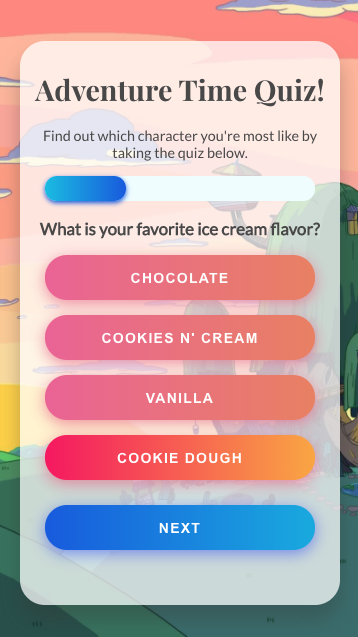 Adventure Time Quiz!
Find out which character you're most like by
taking the quiz below.
What is your favorite ice cream flavor?
CHOCOLATE
COOKIES N' CREAM
VANILLA
COOKIE DOUGH
NEXT